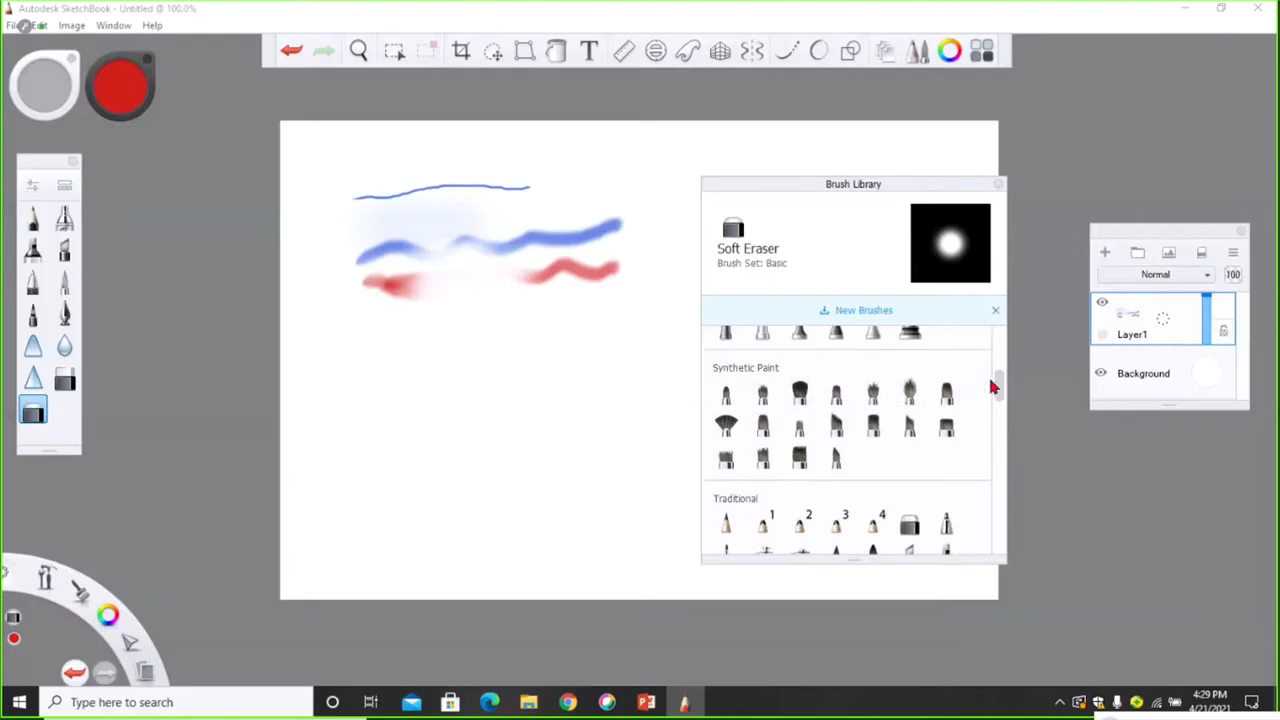 Autodesk SketchBook - Untitled @ 100.0%
Edit Image Window Help
Brush Library
Soft Eraser
Brush Set: Basic
New Brushes
Synthetic Paint
Traditional
1 2 3 4
Normal 100
Layer1
Background
Type here to search
4:29 PM
4/21/2021